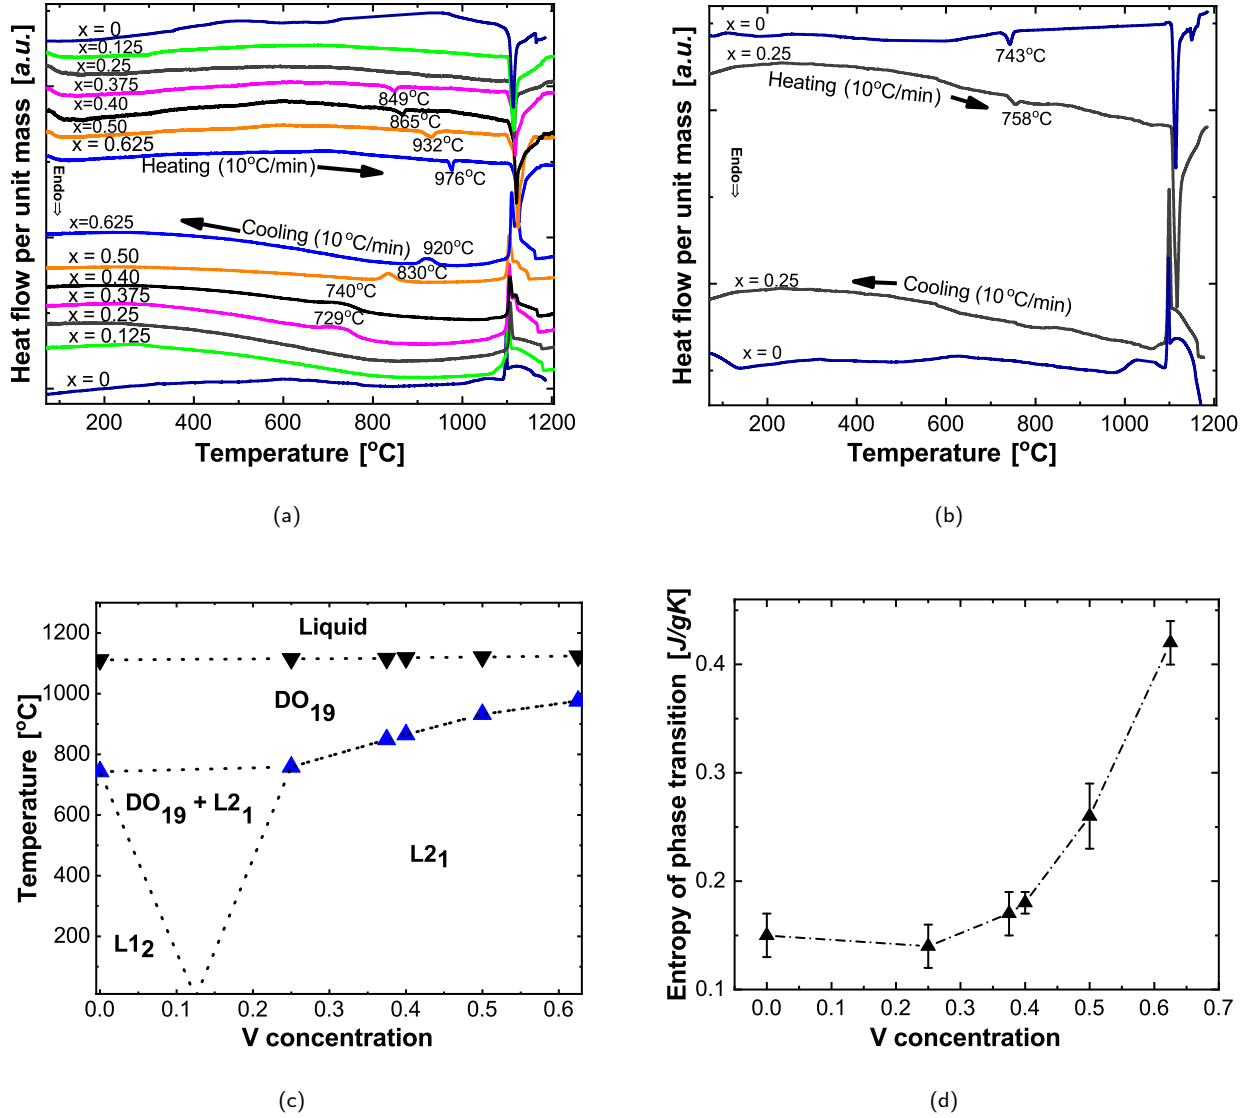 Heat flow per unit mass [a.u.]
x = 0
x=0.125
x=0.25
x=0.375
849°C
x=0.40
865°C
x=0.50
932°C
x = 0.625
Heating (10°C/min)
976°C
Endo⇒
x=0.625
Cooling (10°C/min)
920°C
x = 0.50
830°C
x = 0.40
740°C
x = 0.375
x = 0.25
729°C
x = 0.125
x = 0
200 400 600 800 1000 1200
Temperature [°C]
(a)
Heat flow per unit mass [a.u.]
x = 0
743°C
x = 0.25
Heating (10°C/min)
758°C
Endo⇒
x = 0.25
Cooling (10°C/min)
x = 0
200 400 600 800 1000 1200
Temperature [°C]
(b)
Temperature [°C]
1200
1000
800
600
400
200
Liquid
DO19
DO19 + L21
L21
L12
0.0 0.1 0.2 0.3 0.4 0.5 0.6
V concentration
(c)
Entropy of phase transition [J/gK]
0.4
0.3
0.2
0.1
0.0 0.1 0.2 0.3 0.4 0.5 0.6 0.7
V concentration
(d)